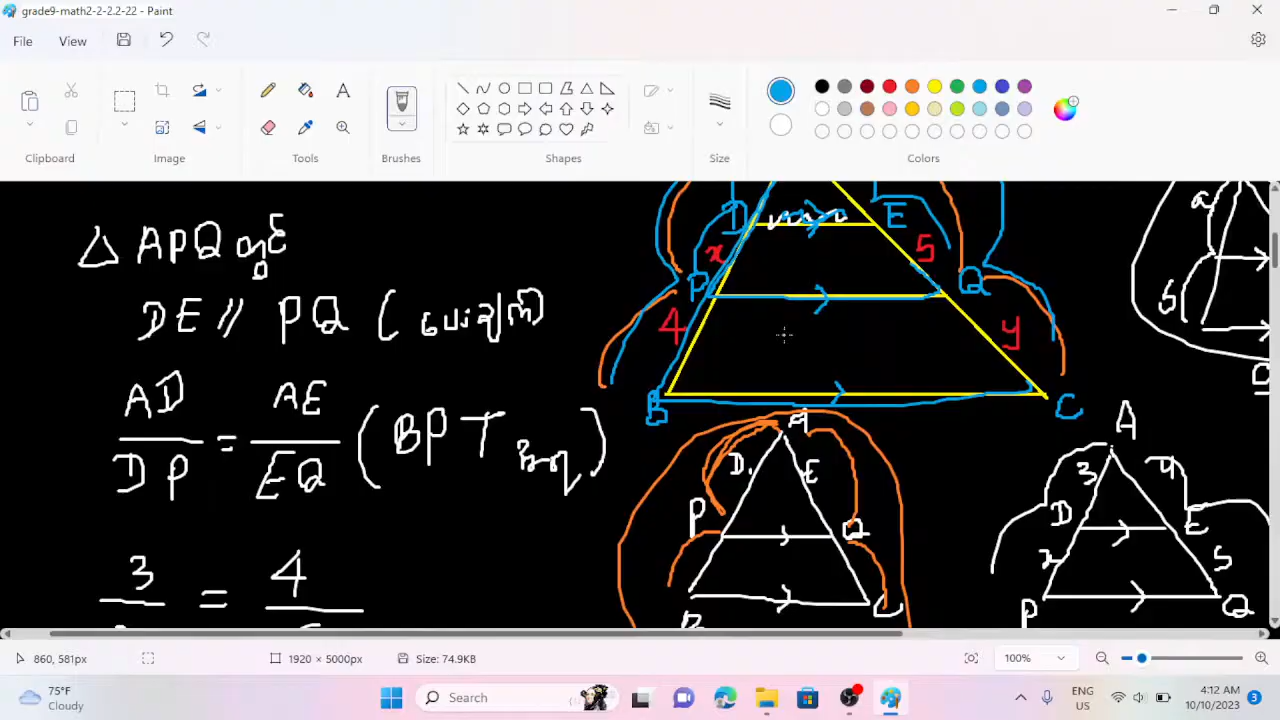 grade9-math2-2-2.2-22 - Paint
File View
Clipboard Image Tools Brushes Shapes Size Colors
△ APQ
DE // PQ (
AD / DP = AE / EQ (BPT
3 = 4
D E
x 5
P Q
4 y
B C
A
D E
P Q
A
3 4
D E
x 5
P Q
a
b
860, 581px 1920 × 5000px Size: 74.9KB 100%
75°F
Cloudy
Search
ENG
US
4:12 AM
10/10/2023
3